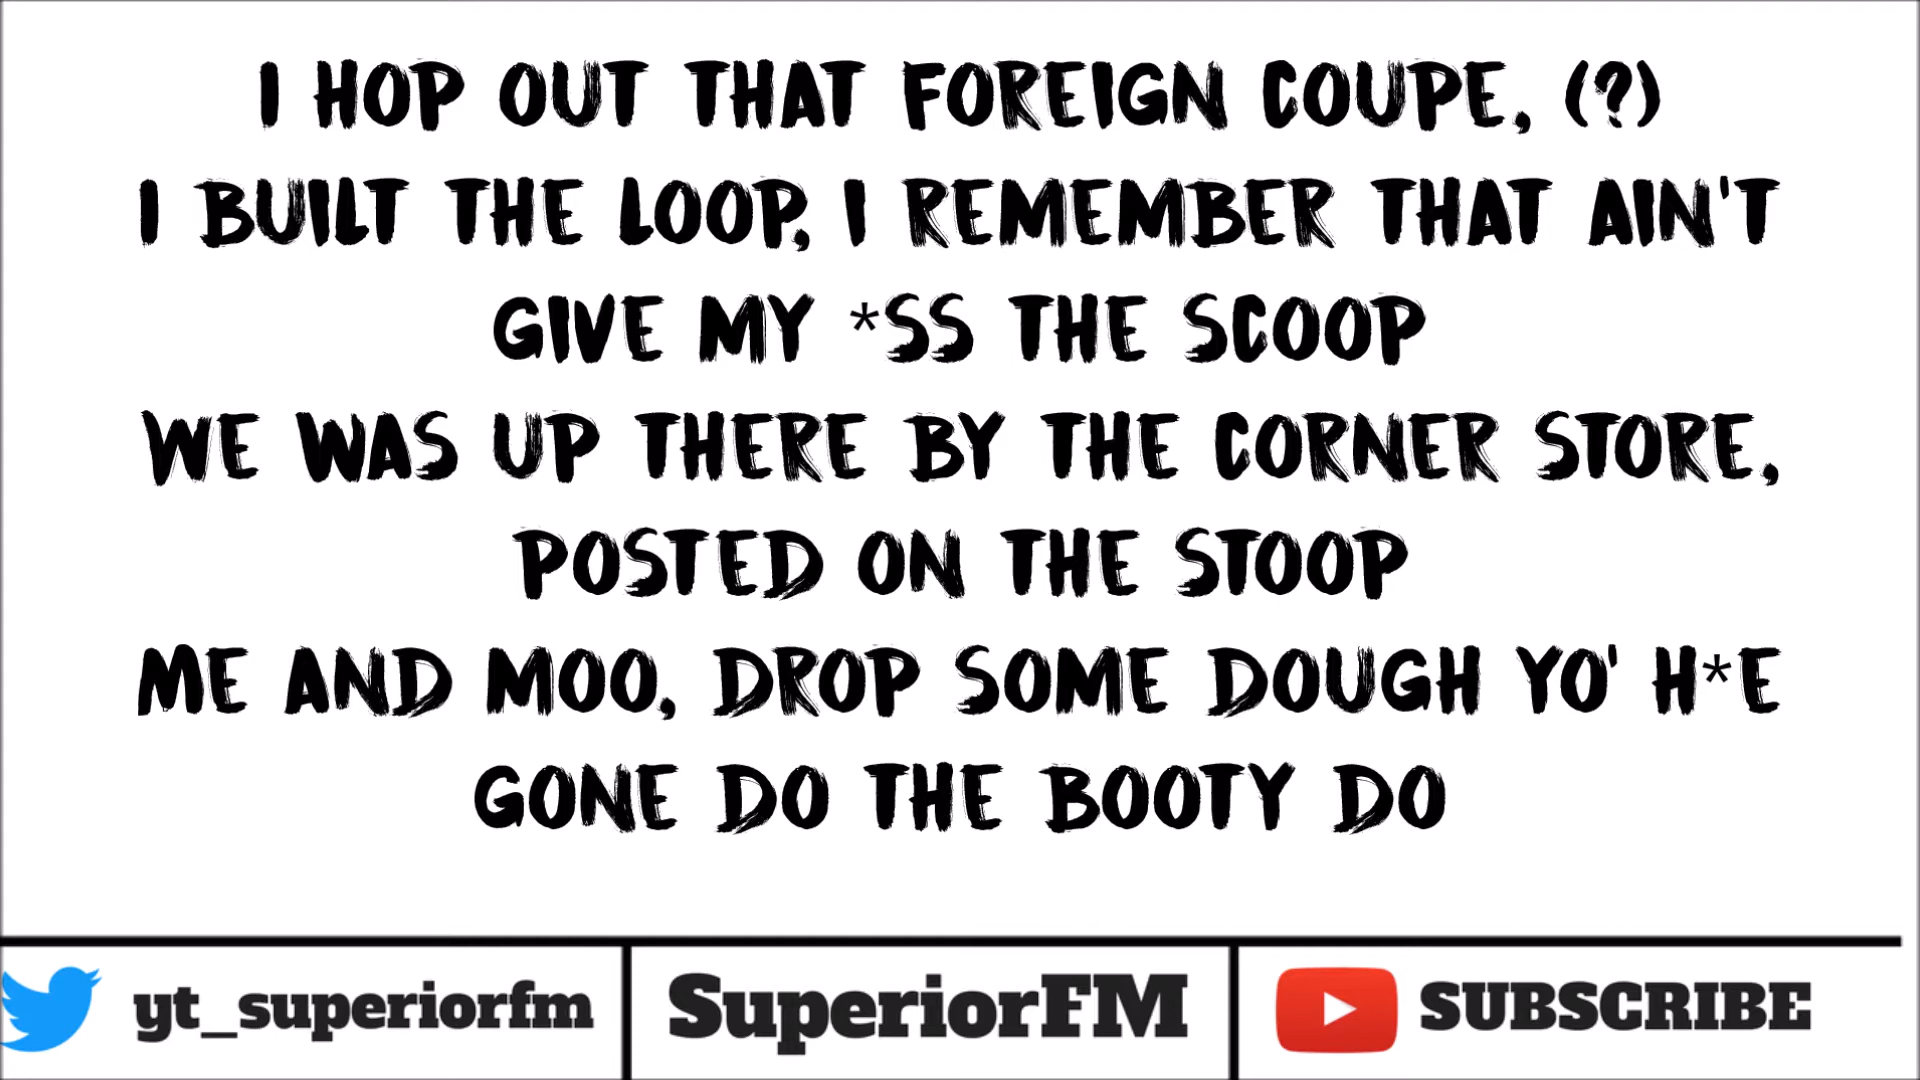 I HOP OUT THAT FOREIGN COUPE, (?)
I BUILT THE LOOP, I REMEMBER THAT AIN'T
GIVE MY *SS THE SCOOP
WE WAS UP THERE BY THE CORNER STORE,
POSTED ON THE STOOP
ME AND MOO, DROP SOME DOUGH YO' H*E
GONE DO THE BOOTY DO
yt_superiorfm
SuperiorFM
SUBSCRIBE